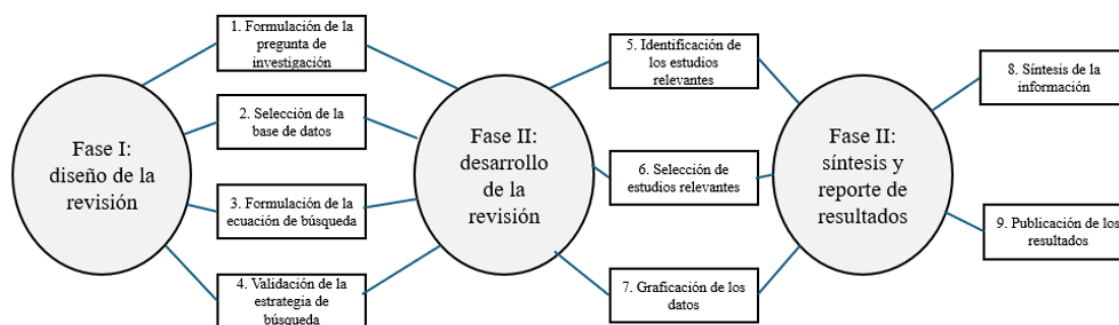 Fase I:
diseño de la
revisión
1. Formulación de la
pregunta de
investigación
2. Selección de la
base de datos
3. Formulación de la
ecuación de búsqueda
4. Validación de la
estrategia de
búsqueda
Fase II:
desarrollo
de la
revisión
5. Identificación de
los estudios
relevantes
6. Selección de
estudios relevantes
7. Graficación de los
datos
Fase II:
síntesis y
reporte de
resultados
8. Síntesis de la
información
9. Publicación de los
resultados